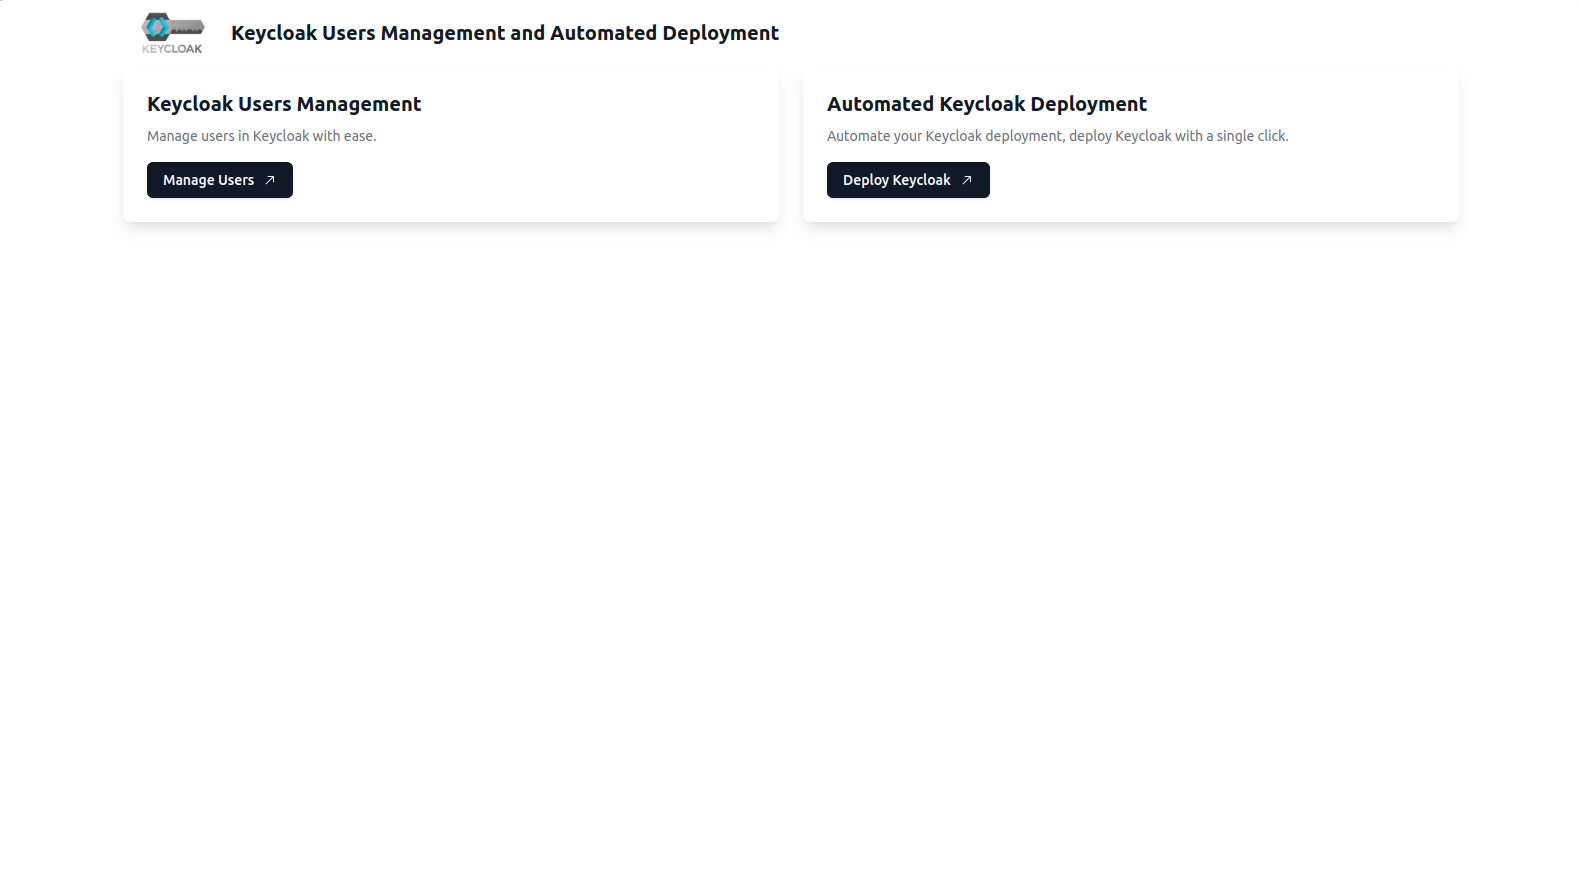 KEYCLOAK
Keycloak Users Management and Automated Deployment
Keycloak Users Management
Manage users in Keycloak with ease.
Manage Users
Automated Keycloak Deployment
Automate your Keycloak deployment, deploy Keycloak with a single click.
Deploy Keycloak